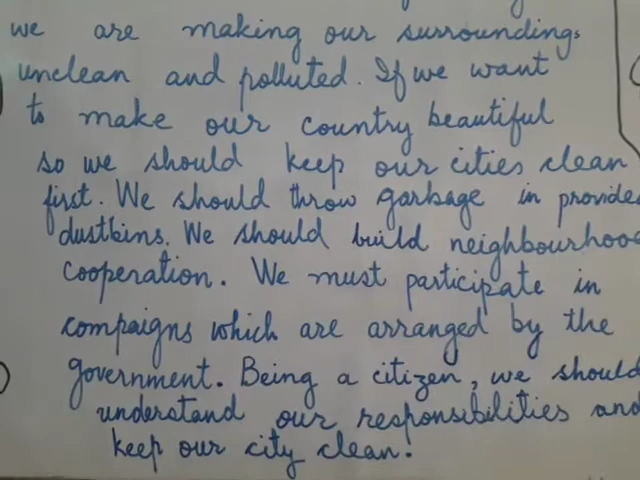 we are making our surroundings
unclean and polluted. If we want
to make our country beautiful
so we should keep our cities clean
first. We should throw garbage in provide
dustbins. We should build neighbourhood
cooperation. We must participate in
compaigns which are arranged by the
government. Being a citizen, we should
understand our responsibilities and
keep our city clean.